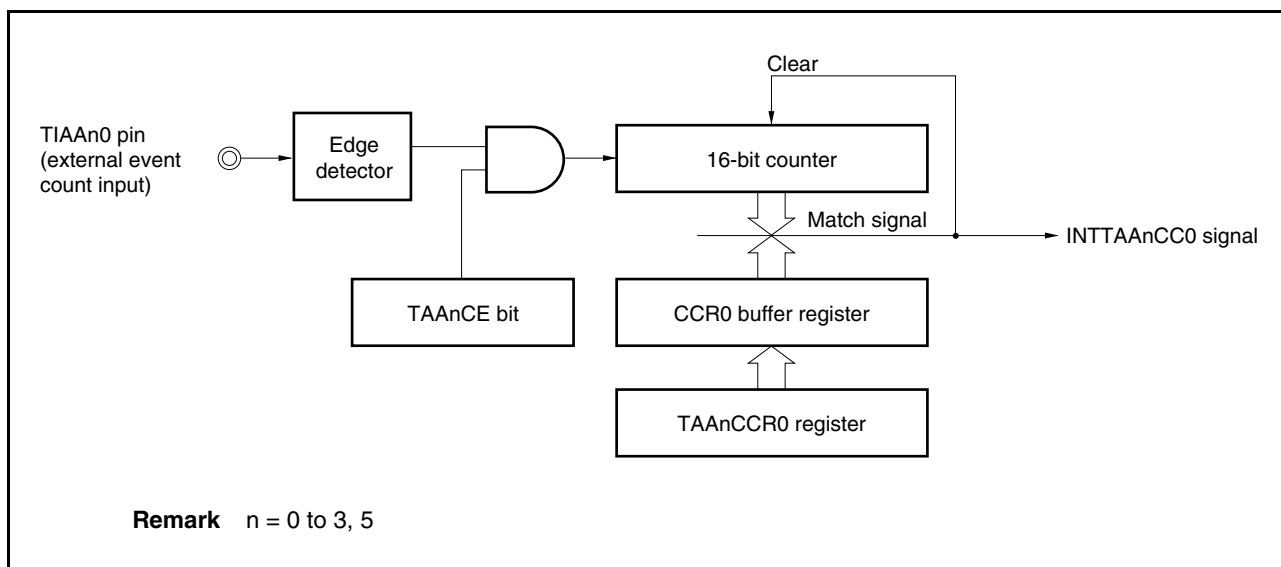 Clear
TIAAn0 pin
(external event
count input)
Edge
detector
16-bit counter
Match signal
INTTAAnCC0 signal
TAAnCE bit
CCR0 buffer register
TAAnCCR0 register
Remark n = 0 to 3, 5